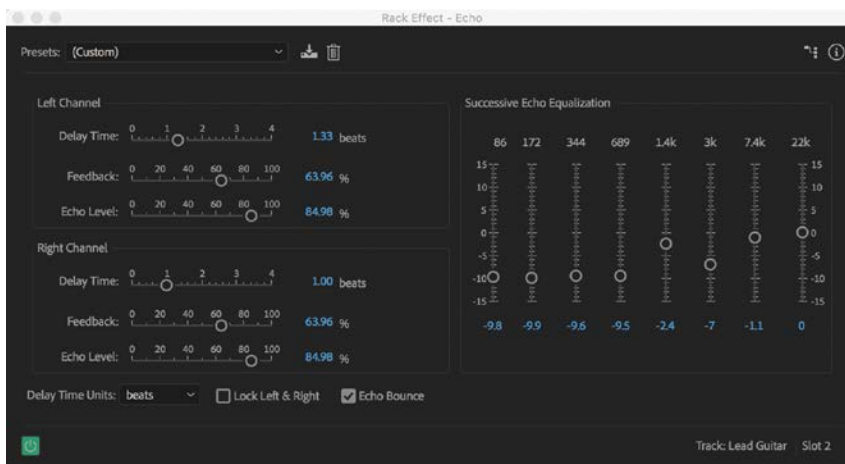 Rack Effect - Echo
Presets: (Custom)
Left Channel
Delay Time: 0 1 2 3 4 1.33 beats
Feedback: 0 20 40 60 80 100 63.96 %
Echo Level: 0 20 40 60 80 100 84.98 %
Right Channel
Delay Time: 0 1 2 3 4 1.00 beats
Feedback: 0 20 40 60 80 100 63.96 %
Echo Level: 0 20 40 60 80 100 84.98 %
Delay Time Units: beats Lock Left & Right Echo Bounce
Successive Echo Equalization
86 172 344 689 1.4k 3k 7.4k 22k
15 15
10 10
5 5
0 0
-5 -5
-10 -10
-15 -15
-9.8 -9.9 -9.6 -9.5 -2.4 -7 -1.1 0
Track: Lead Guitar Slot 2